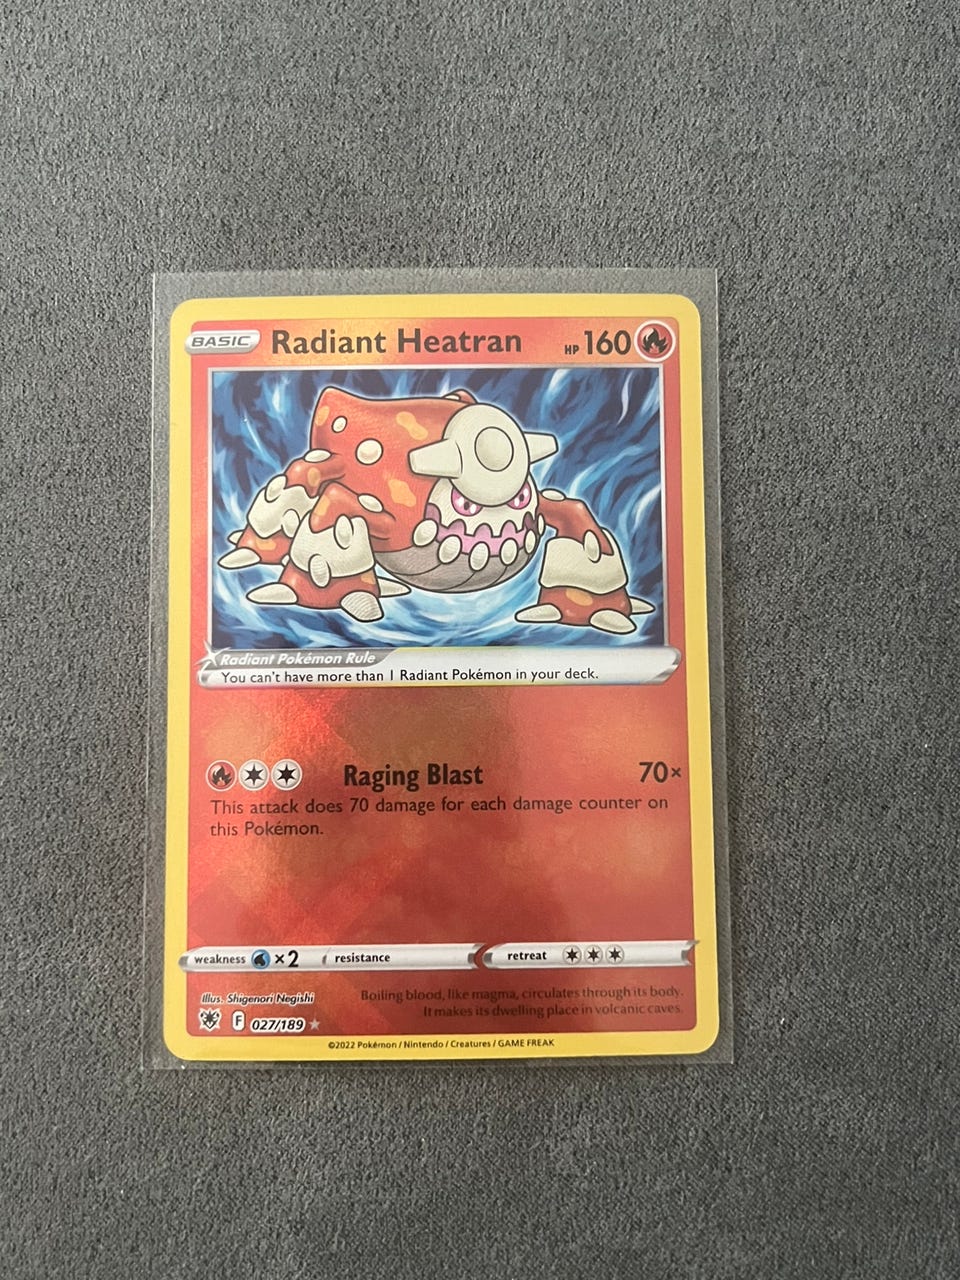 BASIC Radiant Heatran HP 160
Radiant Pokémon Rule
You can't have more than 1 Radiant Pokémon in your deck.
Raging Blast 70×
This attack does 70 damage for each damage counter on
this Pokémon.
weakness ×2 resistance retreat
Illus. Shigenori Negishi
Boiling blood, like magma, circulates through its body.
It makes its dwelling place in volcanic caves.
F 027/189
©2022 Pokémon / Nintendo / Creatures / GAME FREAK